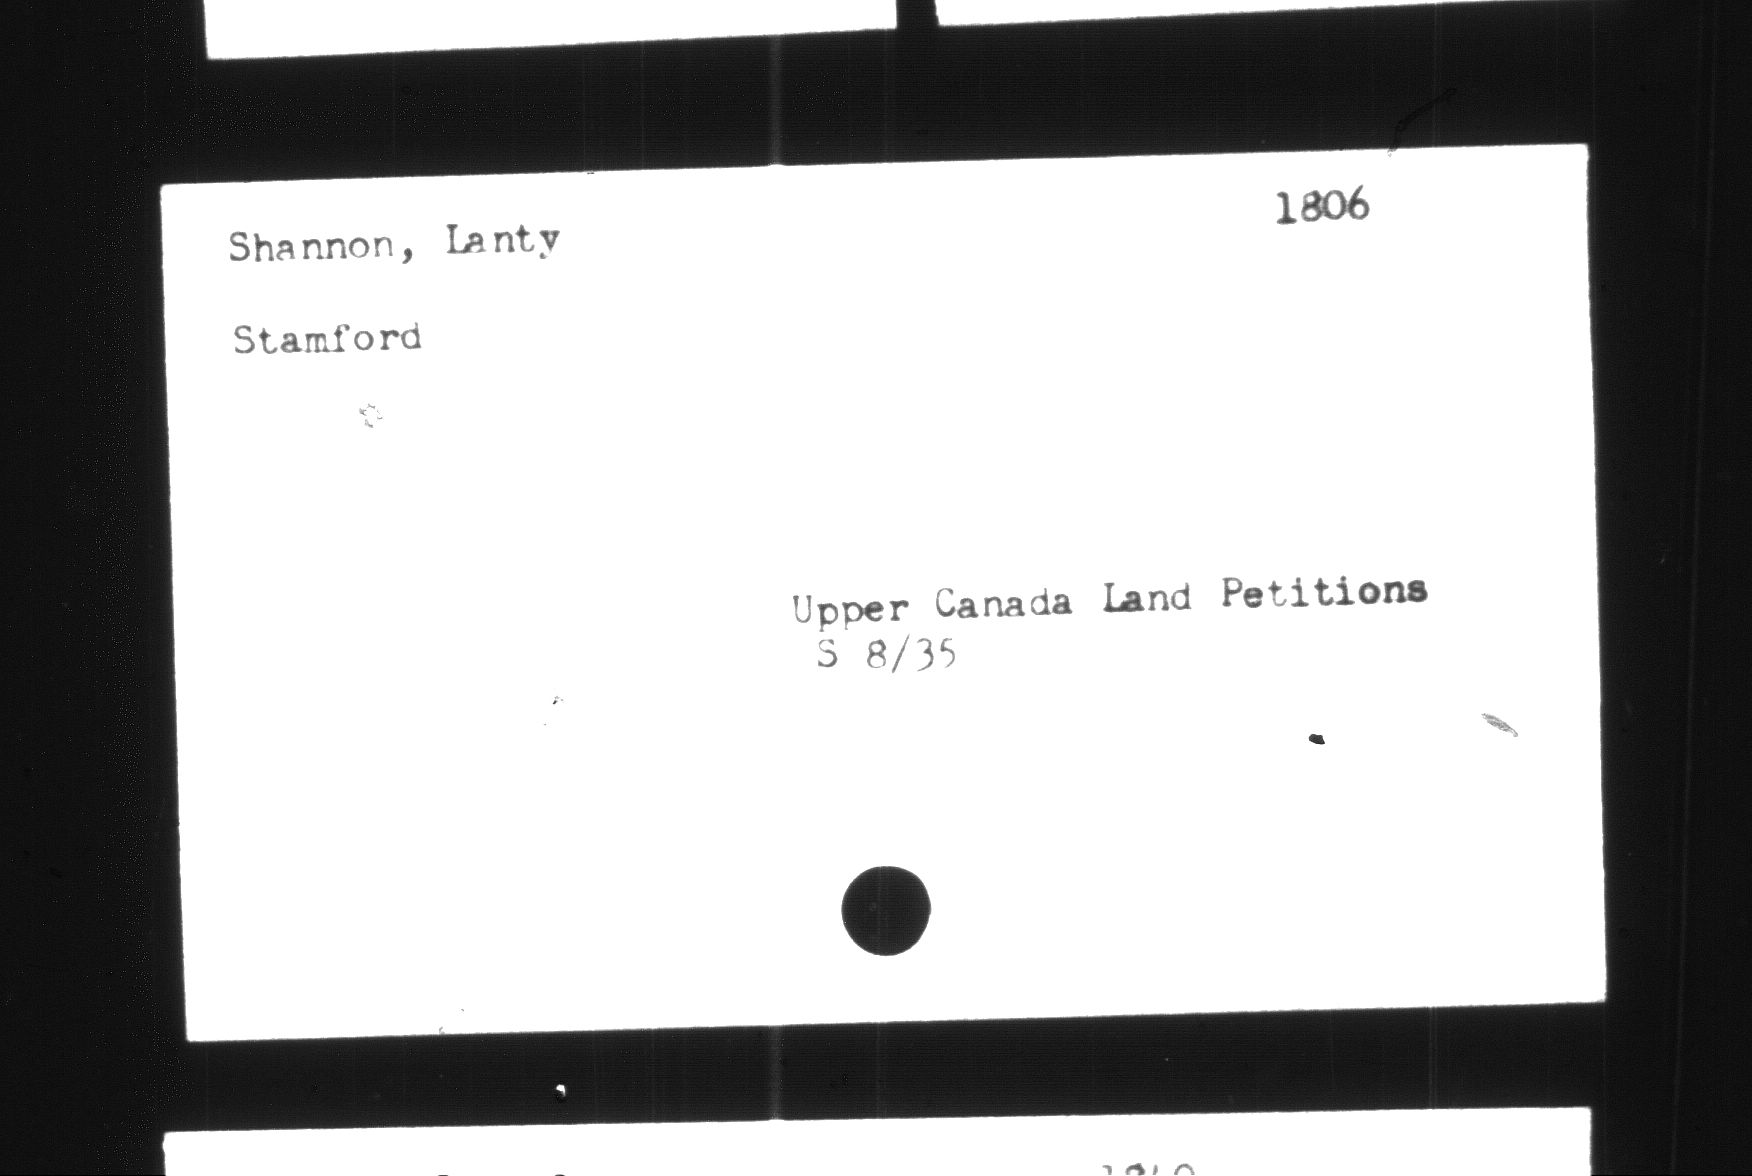 Shannon, Lanty 1806
Stamford
Upper Canada Land Petitions
S 8/35